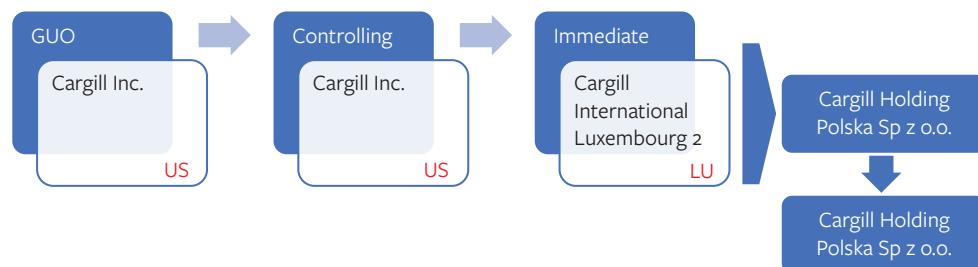 GUO
Cargill Inc.
US
Controlling
Cargill Inc.
US
Immediate
Cargill
International
Luxembourg 2
LU
Cargill Holding
Polska Sp z o.o.
Cargill Holding
Polska Sp z o.o.